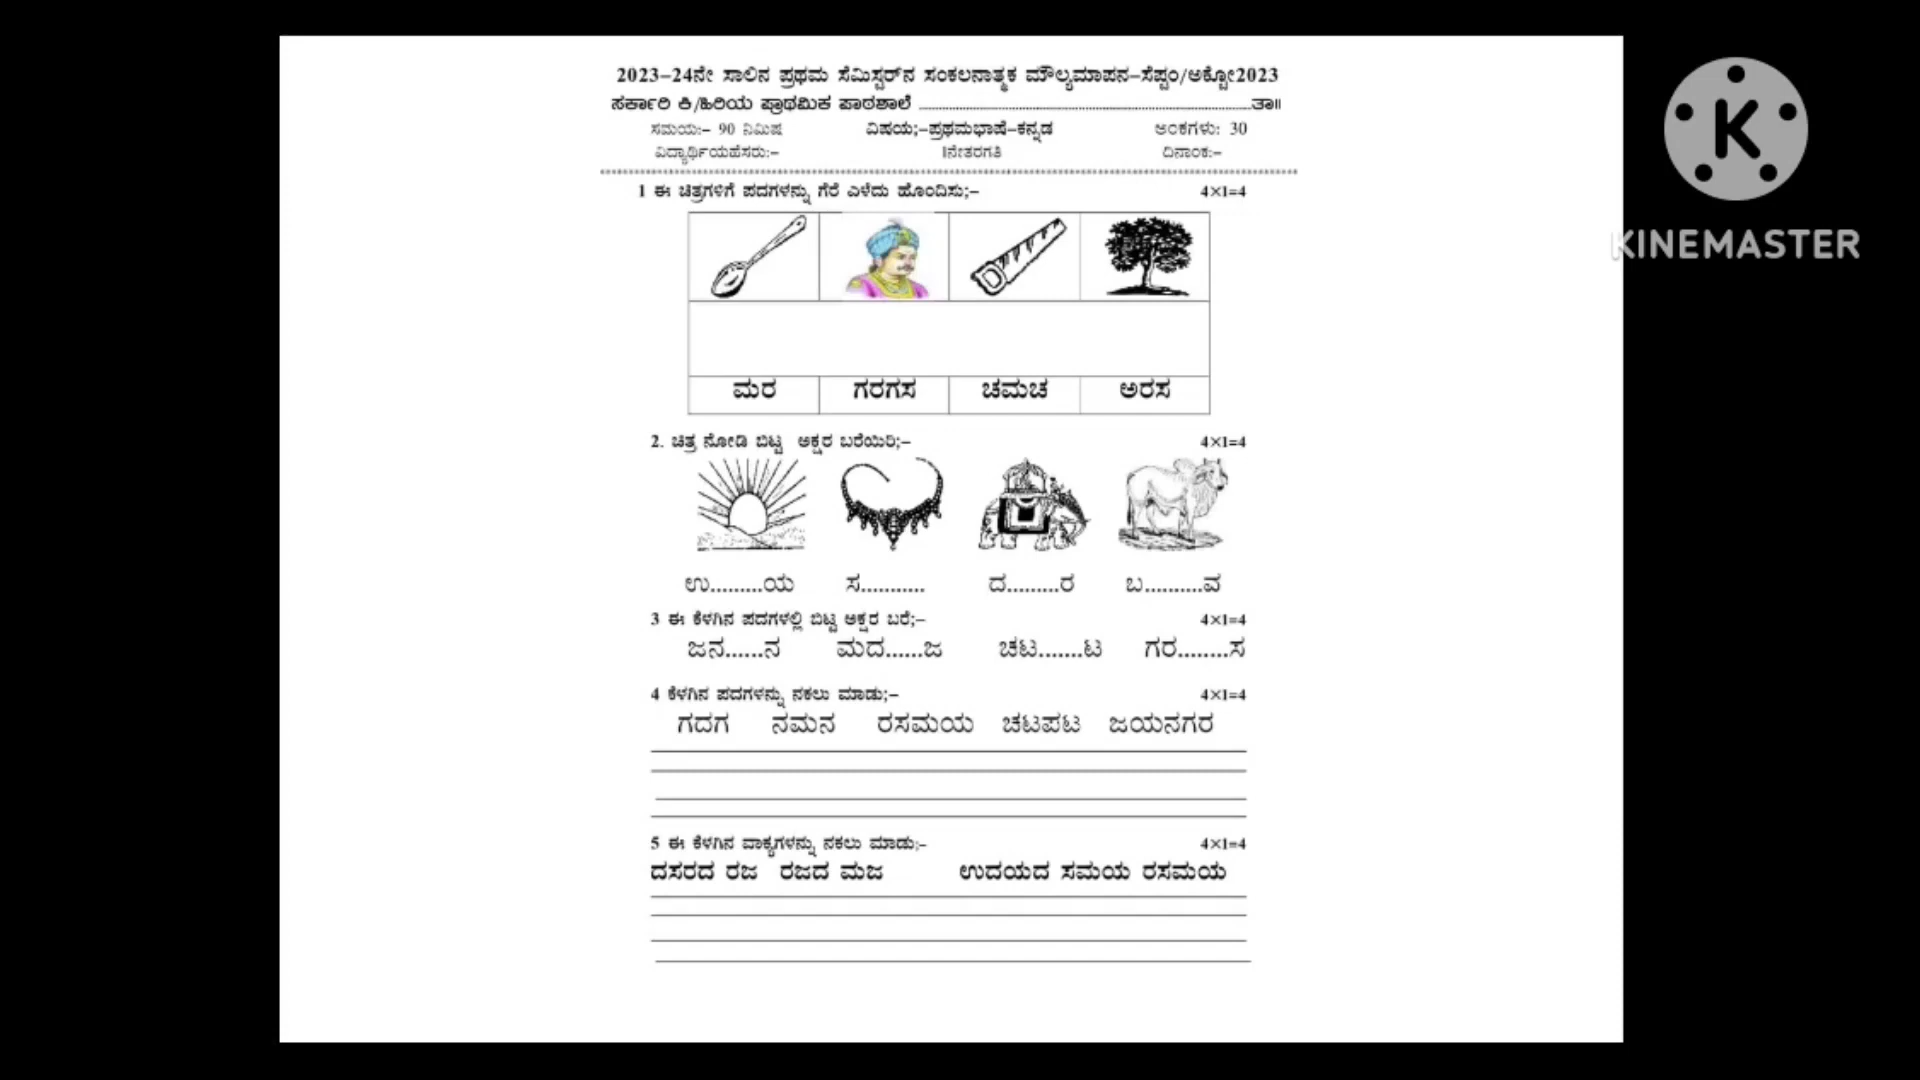 2023-24ನೇ ಸಾಲಿನ ಪ್ರಥಮ ಸೆಮಿಸ್ಟರ್‌ನ ಸಂಕಲನಾತ್ಮಕ ಮೌಲ್ಯಮಾಪನ-ಸೆಪ್ಟಂ/ಅಕ್ಟೋ2023
ಸರ್ಕಾರಿ ಕಿ/ಹಿರಿಯ ಪ್ರಾಥಮಿಕ ಪಾಠಶಾಲೆ ........................................ತಾ॥
ಸಮಯ:- 90 ನಿಮಿಷ ವಿಷಯ;-ಪ್ರಥಮಭಾಷೆ-ಕನ್ನಡ ಅಂಕಗಳು: 30
ವಿದ್ಯಾರ್ಥಿಯಹೆಸರು:- 1ನೇತರಗತಿ ದಿನಾಂಕ:-
1 ಈ ಚಿತ್ರಗಳಿಗೆ ಪದಗಳನ್ನು ಗೆರೆ ಎಳೆದು ಹೊಂದಿಸು;- 4×1=4
ಮರ ಗರಗಸ ಚಮಚ ಅರಸ
2. ಚಿತ್ರ ನೋಡಿ ಬಿಟ್ಟ ಅಕ್ಷರ ಬರೆಯಿರಿ;- 4×1=4
ಉ.........ಯ ಸ........... ದ.........ರ ಬ..........ವ
3 ಈ ಕೆಳಗಿನ ಪದಗಳಲ್ಲಿ ಬಿಟ್ಟ ಅಕ್ಷರ ಬರೆ;- 4×1=4
ಜನ......ನ ಮದ......ಜ ಚಟ.......ಟ ಗರ........ಸ
4 ಕೆಳಗಿನ ಪದಗಳನ್ನು ನಕಲು ಮಾಡು;- 4×1=4
ಗದಗ ನಮನ ರಸಮಯ ಚಟಪಟ ಜಯನಗರ
5 ಈ ಕೆಳಗಿನ ವಾಕ್ಯಗಳನ್ನು ನಕಲು ಮಾಡು:- 4×1=4
ದಸರದ ರಜ ರಜದ ಮಜ ಉದಯದ ಸಮಯ ರಸಮಯ
K
KINEMASTER